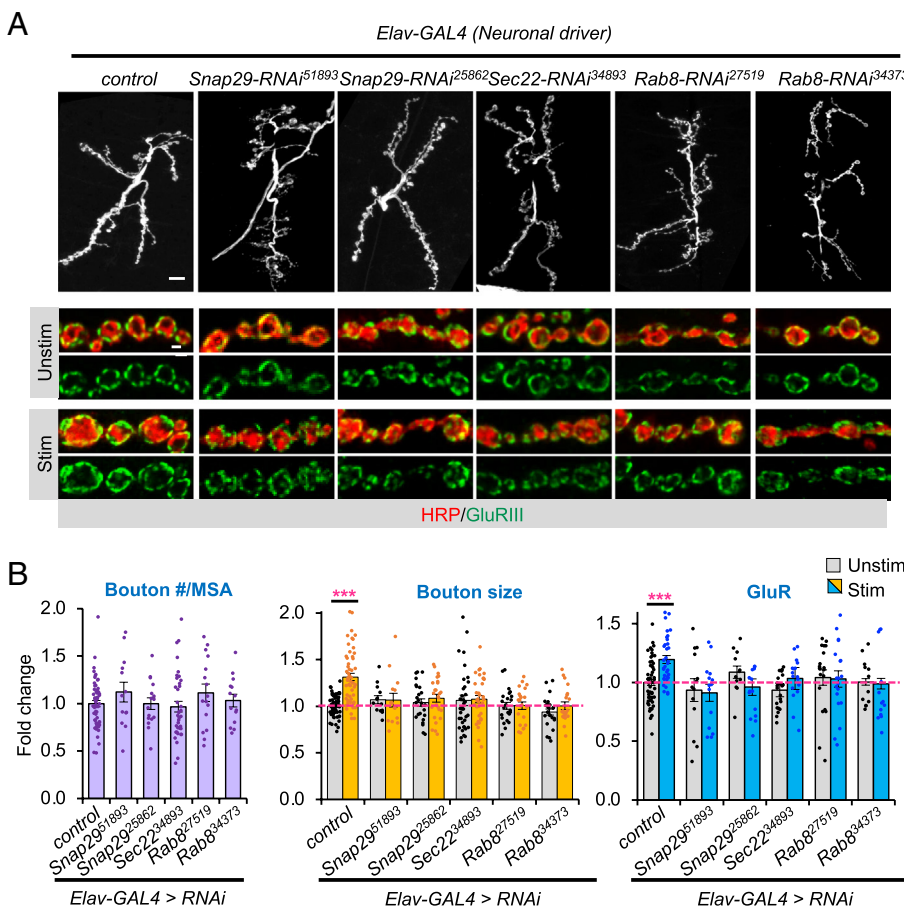 A
Elav-GAL4 (Neuronal driver)
control Snap29-RNAi51893 Snap29-RNAi25862 Sec22-RNAi34893 Rab8-RNAi27519 Rab8-RNAi34373
Unstim
Stim
HRP/GluRIII
B
Unstim
Stim
Bouton #/MSA
Fold change
2.0
1.5
1.0
0.5
0.0
control
Snap2951893
Snap2925862
Sec2234893
Rab827519
Rab834373
Elav-GAL4 > RNAi
Bouton size
***
2.0
1.5
1.0
0.5
0.0
control
Snap2951893
Snap2925862
Sec2234893
Rab827519
Rab834373
Elav-GAL4 > RNAi
GluR
***
1.5
1.0
0.5
0.0
control
Snap2951893
Snap2925862
Sec2234893
Rab827519
Rab834373
Elav-GAL4 > RNAi